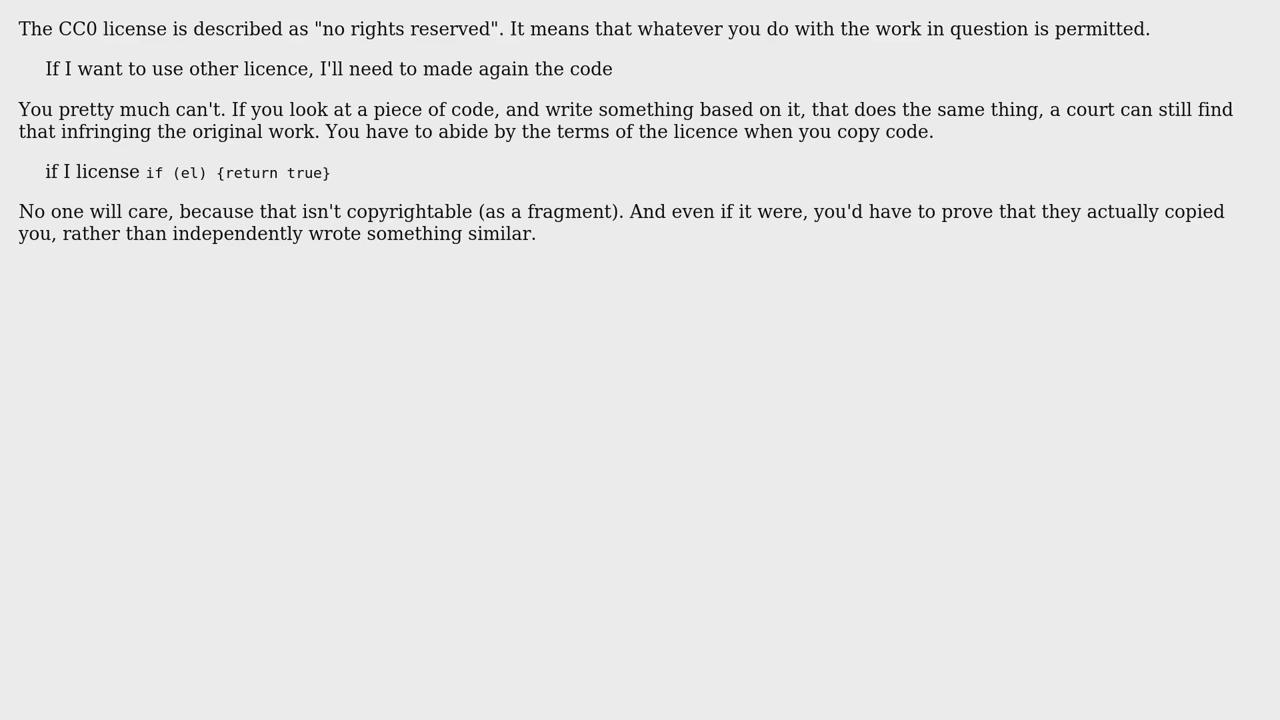 The CC0 license is described as "no rights reserved". It means that whatever you do with the work in question is permitted.
If I want to use other licence, I'll need to made again the code
You pretty much can't. If you look at a piece of code, and write something based on it, that does the same thing, a court can still find
that infringing the original work. You have to abide by the terms of the licence when you copy code.
if I license if (el) {return true}
No one will care, because that isn't copyrightable (as a fragment). And even if it were, you'd have to prove that they actually copied
you, rather than independently wrote something similar.